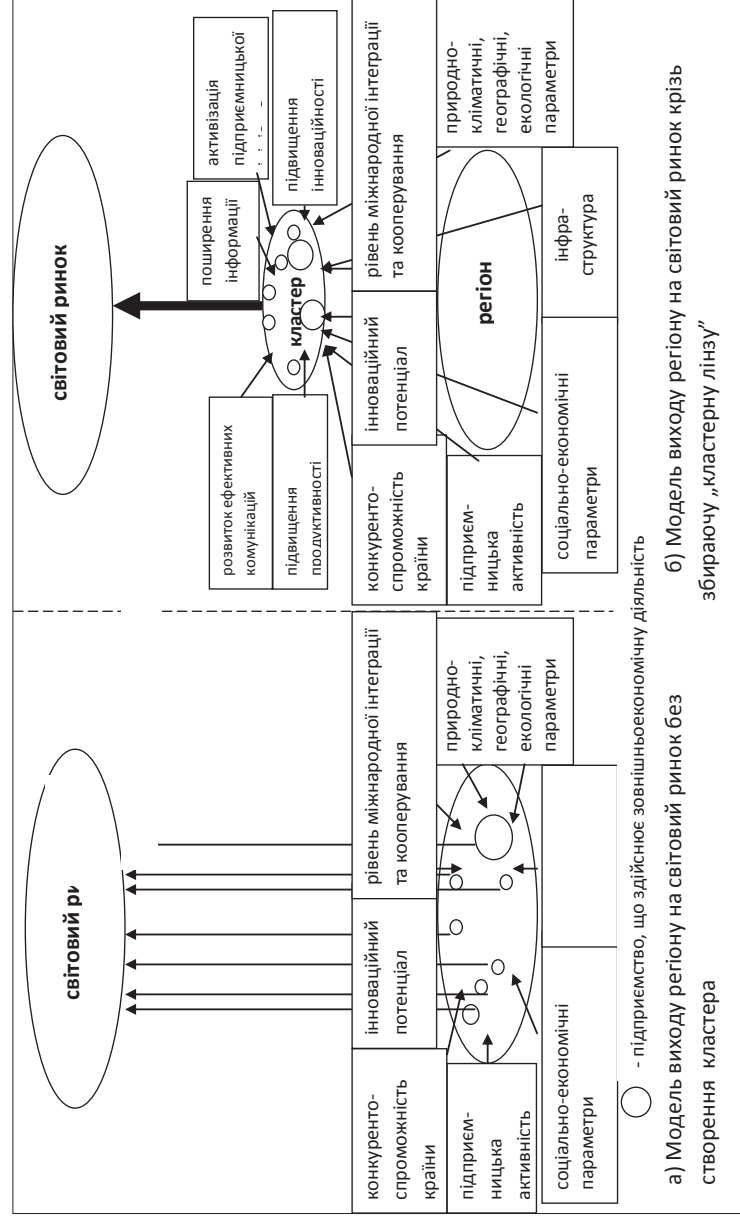 світовий ри
конкуренто-
спроможність
країни
інноваційний
потенціал
рівень міжнародної інтеграції
та кооперування
підприєм-
ницька
активність
природно-
кліматичні,
географічні,
екологічні
параметри
соціально-економічні
параметри
світовий ринок
розвиток ефективних
комунікацій
підвищення
продуктивності
поширення
інформації
активізація
підприємницької
підвищення
інноваційності
кластер
конкуренто-
спроможність
країни
інноваційний
потенціал
рівень міжнародної інтеграції
та кооперування
підприєм-
ницька
активність
регіон
природно-
кліматичні,
географічні,
екологічні
параметри
соціально-економічні
параметри
інфра-
структура
- підприємство, що здійснює зовнішньоекономічну діяльність
а) Модель виходу регіону на світовий ринок без
створення кластера
б) Модель виходу регіону на світовий ринок крізь
збираючу „кластерну лінзу”